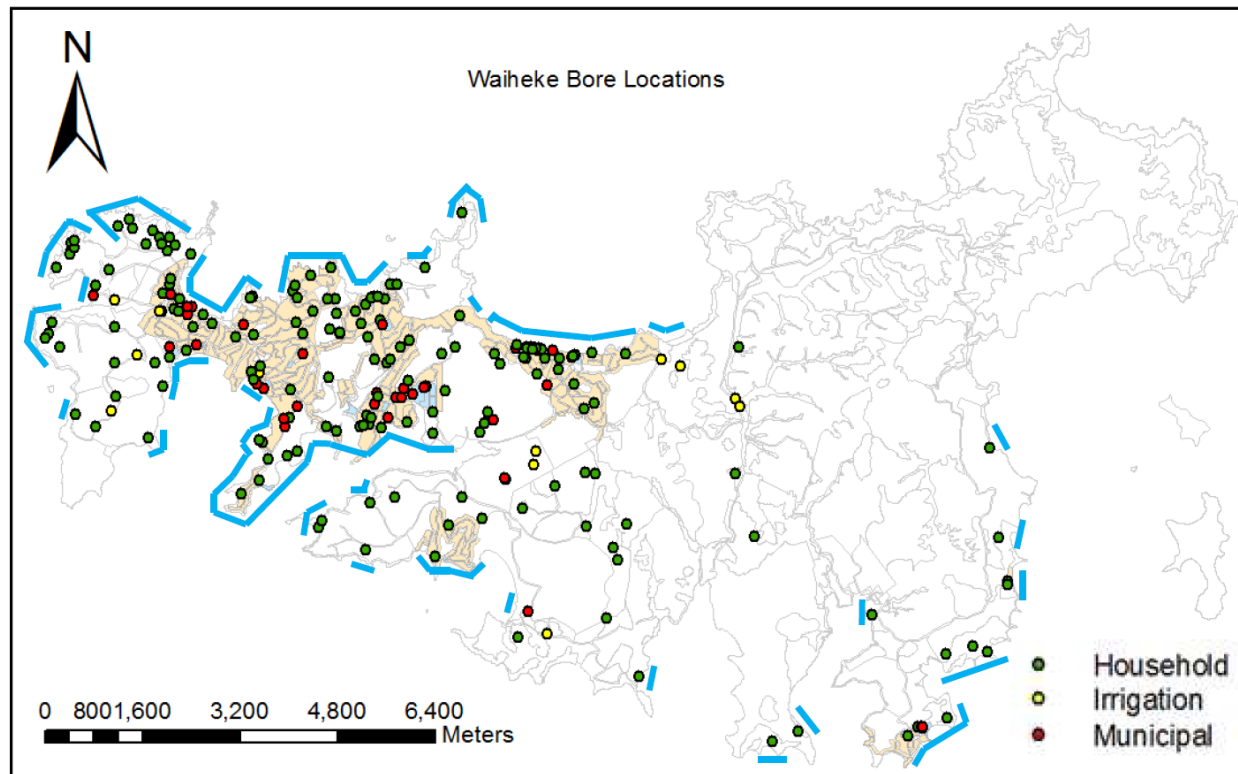 N
Waiheke Bore Locations
Household
Irrigation
Municipal
0 8001,600 3,200 4,800 6,400
Meters